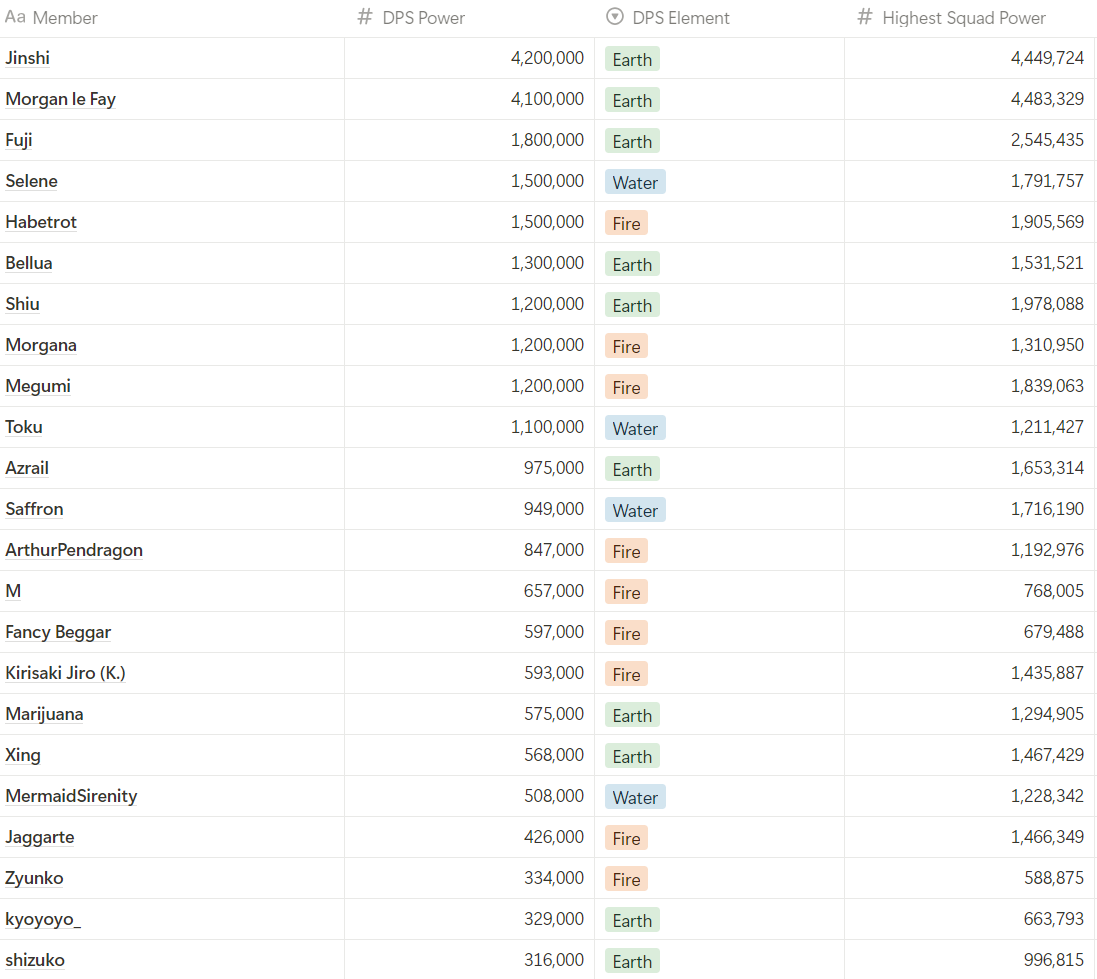 Aa Member # DPS Power DPS Element # Highest Squad Power
Jinshi 4,200,000 Earth 4,449,724
Morgan le Fay 4,100,000 Earth 4,483,329
Fuji 1,800,000 Earth 2,545,435
Selene 1,500,000 Water 1,791,757
Habetrot 1,500,000 Fire 1,905,569
Bellua 1,300,000 Earth 1,531,521
Shiu 1,200,000 Earth 1,978,088
Morgana 1,200,000 Fire 1,310,950
Megumi 1,200,000 Fire 1,839,063
Toku 1,100,000 Water 1,211,427
Azrail 975,000 Earth 1,653,314
Saffron 949,000 Water 1,716,190
ArthurPendragon 847,000 Fire 1,192,976
M 657,000 Fire 768,005
Fancy Beggar 597,000 Fire 679,488
Kirisaki Jiro (K.) 593,000 Fire 1,435,887
Marijuana 575,000 Earth 1,294,905
Xing 568,000 Earth 1,467,429
MermaidSirenity 508,000 Water 1,228,342
Jaggarte 426,000 Fire 1,466,349
Zyunko 334,000 Fire 588,875
kyoyoyo_ 329,000 Earth 663,793
shizuko 316,000 Earth 996,815